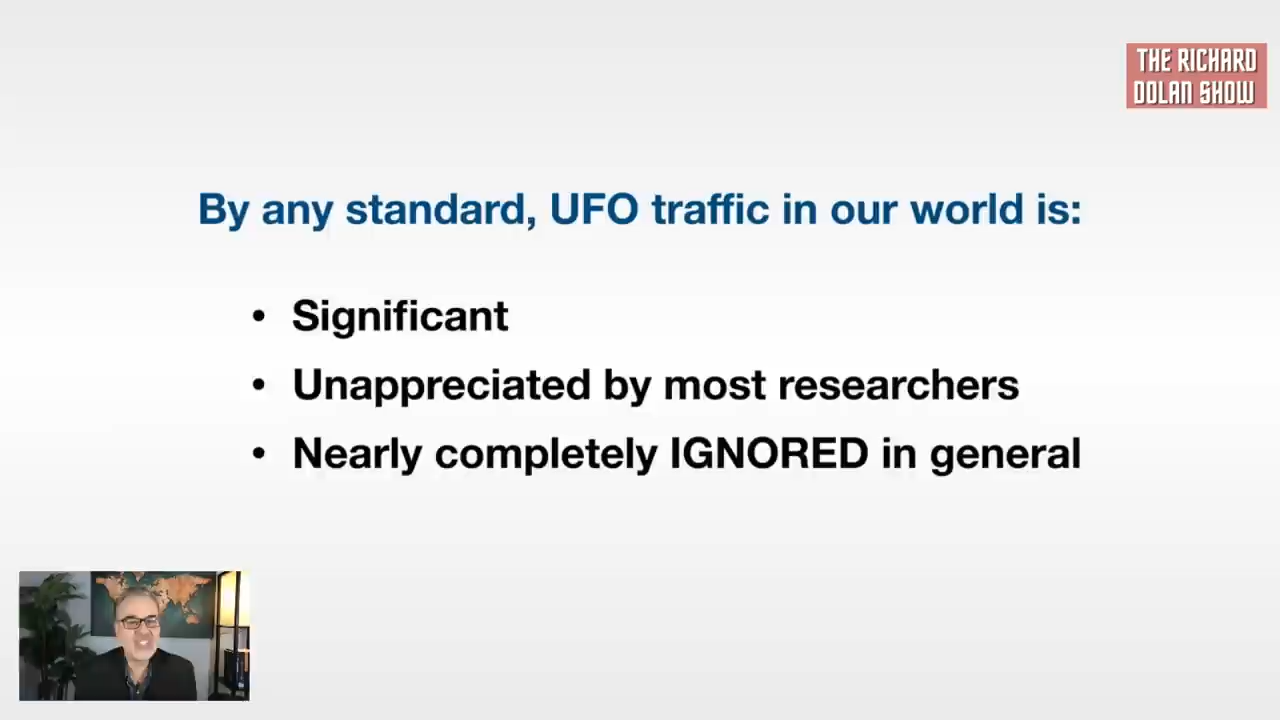 THE RICHARD
DOLAN SHOW
By any standard, UFO traffic in our world is:
• Significant
• Unappreciated by most researchers
• Nearly completely IGNORED in general